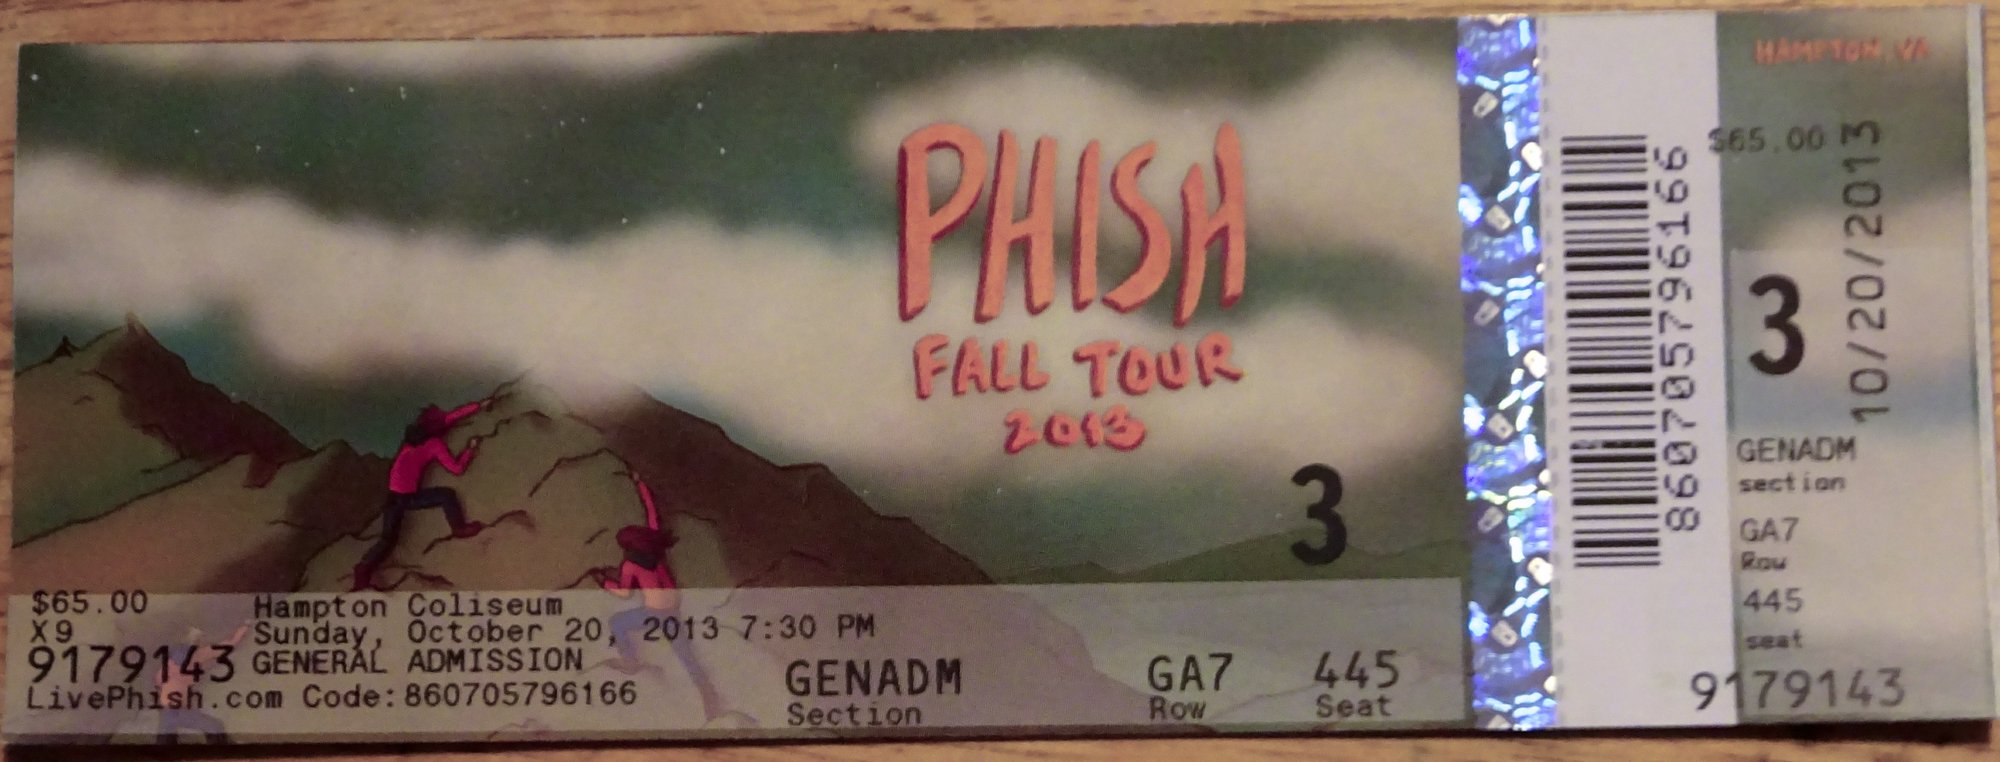 PHISH
FALL TOUR
2013
3
$65.00
X9
9179143
Hampton Coliseum
Sunday, October 20, 2013 7:30 PM
GENERAL ADMISSION
LivePhish.com Code:860705796166
GENADM
Section
GA7
Row
445
Seat
860705796166
HAMPTON, VA
$65.00
10/20/2013
3
GENADM
section
GA7
Row
445
seat
9179143